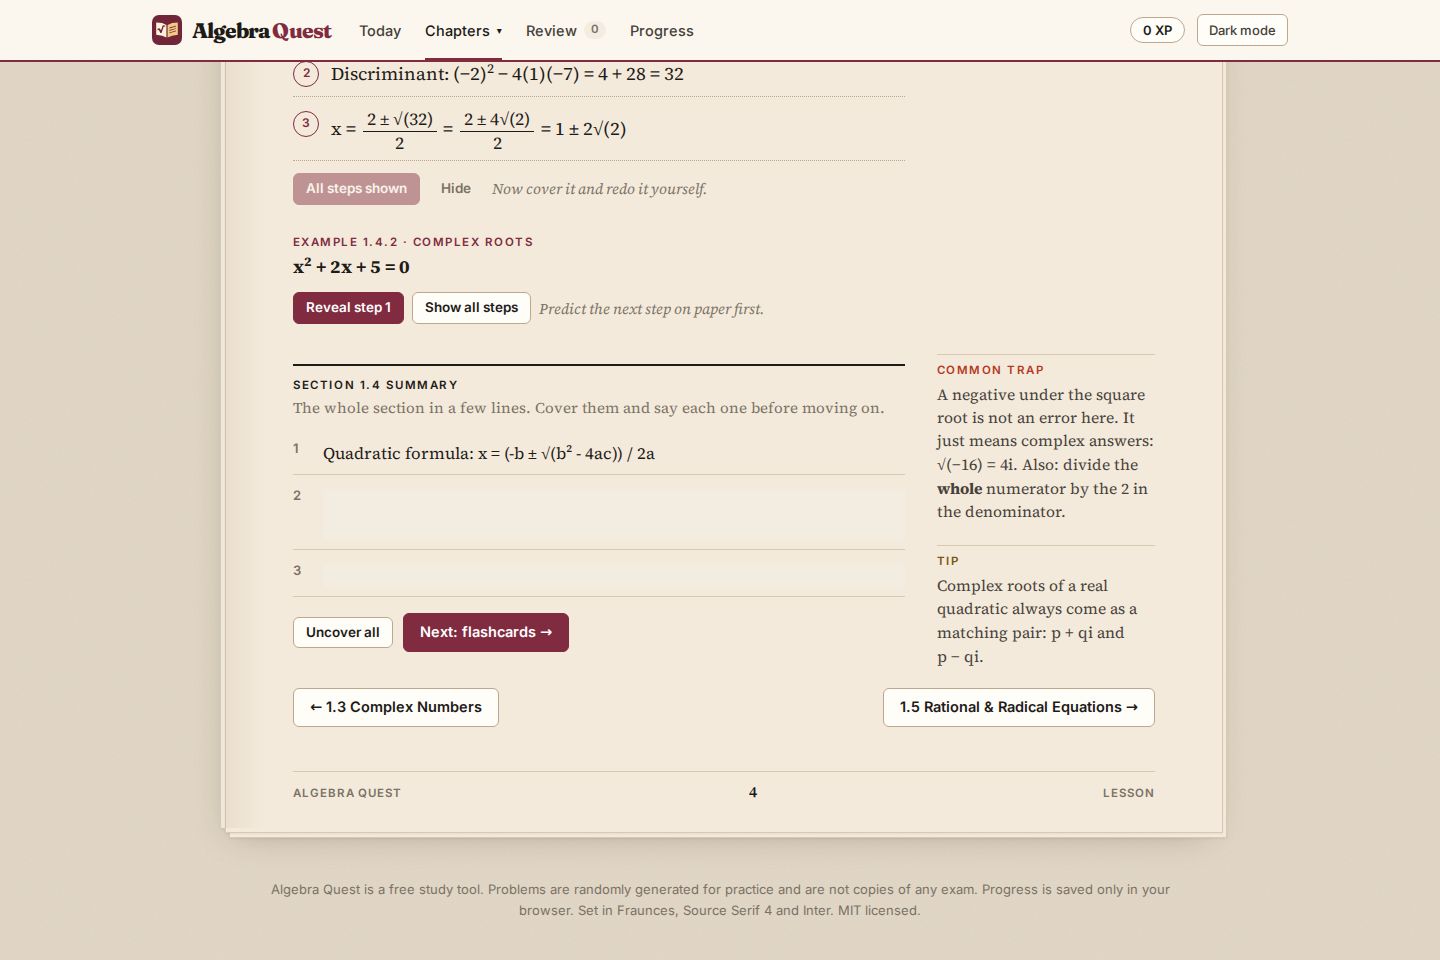 Algebra Quest Today Chapters ▾ Review 0 Progress 0 XP Dark mode
2 Discriminant: (−2)² − 4(1)(−7) = 4 + 28 = 32
3 x = 2 ± √(32) / 2 = 2 ± 4√(2) / 2 = 1 ± 2√(2)
All steps shown Hide Now cover it and redo it yourself.
EXAMPLE 1.4.2 · COMPLEX ROOTS
x² + 2x + 5 = 0
Reveal step 1 Show all steps Predict the next step on paper first.
SECTION 1.4 SUMMARY
The whole section in a few lines. Cover them and say each one before moving on.
1 Quadratic formula: x = (-b ± √(b² - 4ac)) / 2a
2
3
Uncover all Next: flashcards →
COMMON TRAP
A negative under the square
root is not an error here. It
just means complex answers:
√(−16) = 4i. Also: divide the
whole numerator by the 2 in
the denominator.
TIP
Complex roots of a real
quadratic always come as a
matching pair: p + qi and
p − qi.
← 1.3 Complex Numbers 1.5 Rational & Radical Equations →
ALGEBRA QUEST 4 LESSON
Algebra Quest is a free study tool. Problems are randomly generated for practice and are not copies of any exam. Progress is saved only in your
browser. Set in Fraunces, Source Serif 4 and Inter. MIT licensed.